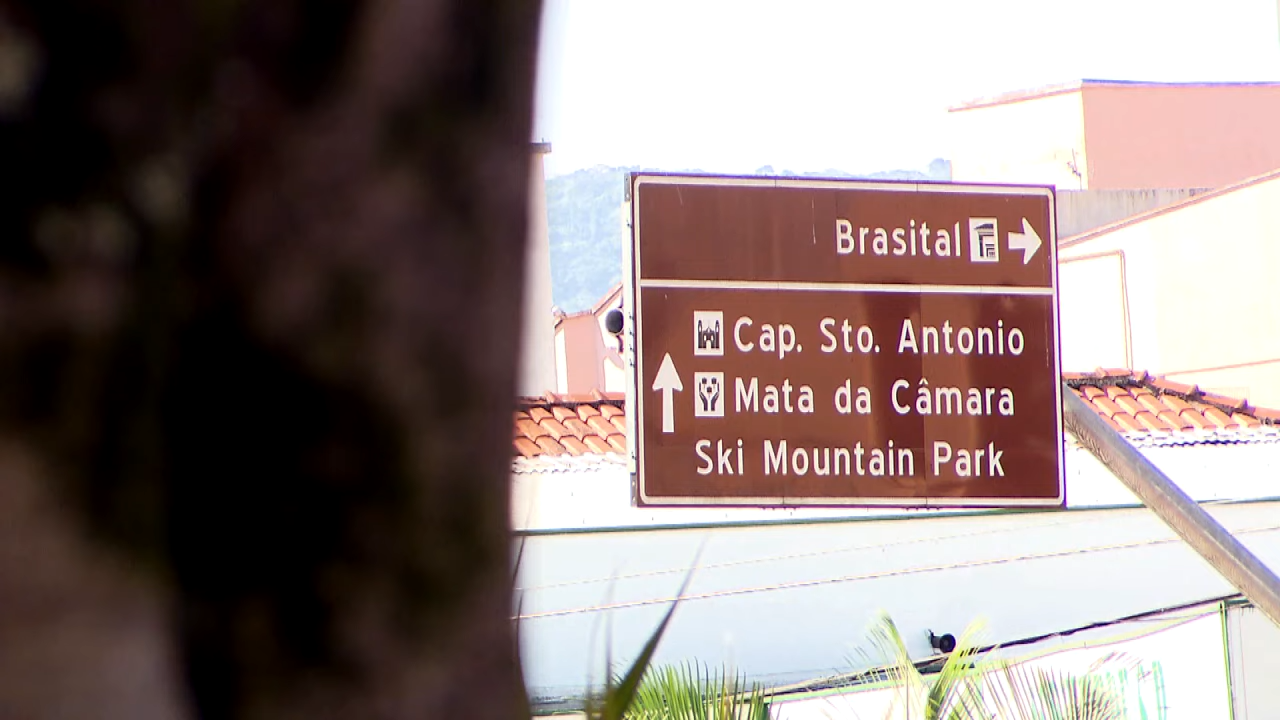 Brasital
Cap. Sto. Antonio
Mata da Câmara
Ski Mountain Park